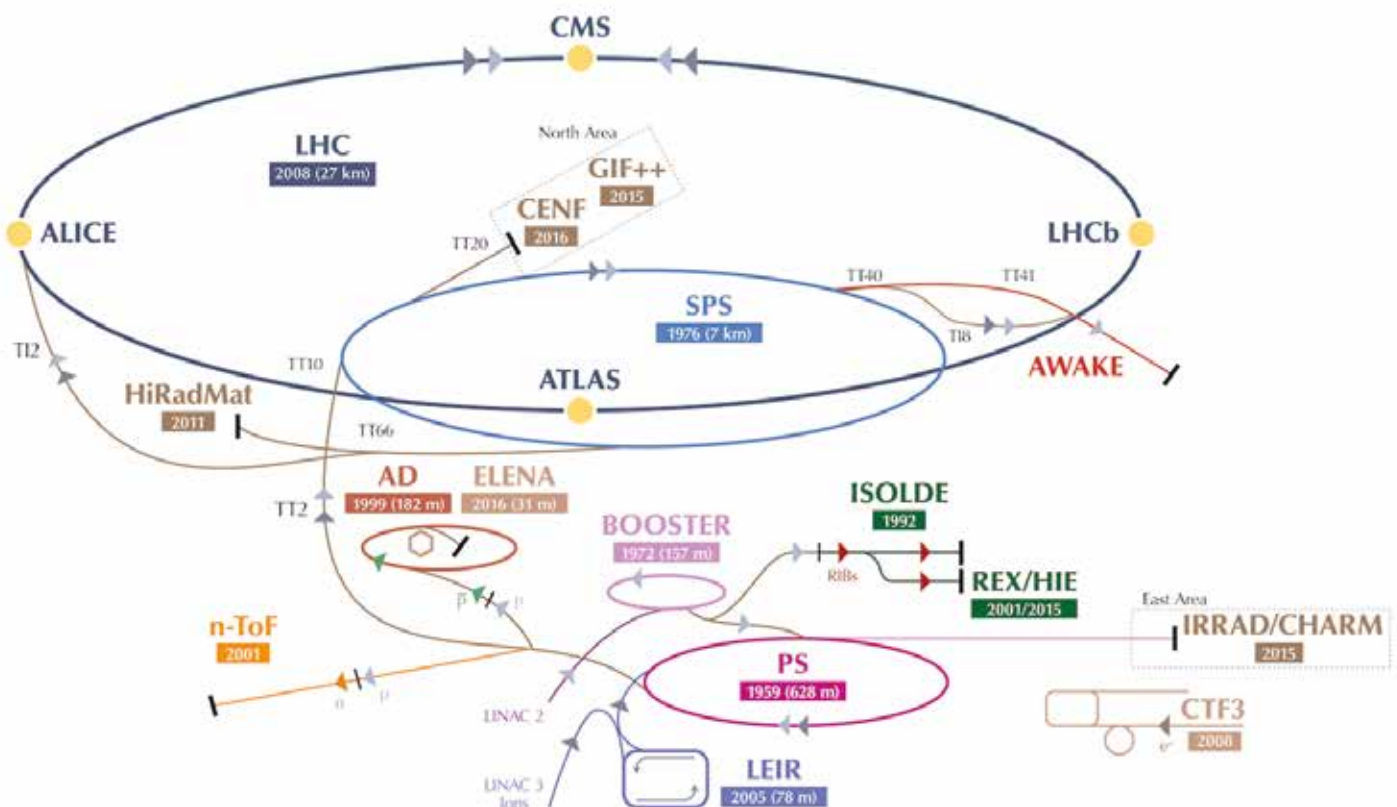 CMS
LHC
2008 (27 km)
North Area
GIF++
2015
CENF
2016
ALICE
LHCb
TT20
TT40
TT41
SPS
1976 (7 km)
TI8
TI2
TT10
AWAKE
ATLAS
HiRadMat
2011
TT66
AD
1999 (182 m)
ELENA
2016 (31 m)
TT2
BOOSTER
1972 (157 m)
ISOLDE
1992
RIBs
REX/HIE
2001/2015
p̅
p
East Area
IRRAD/CHARM
2015
n-ToF
2001
n
p
PS
1959 (628 m)
LINAC 2
CTF3
2008
e-
LINAC 3
Ions
LEIR
2005 (78 m)